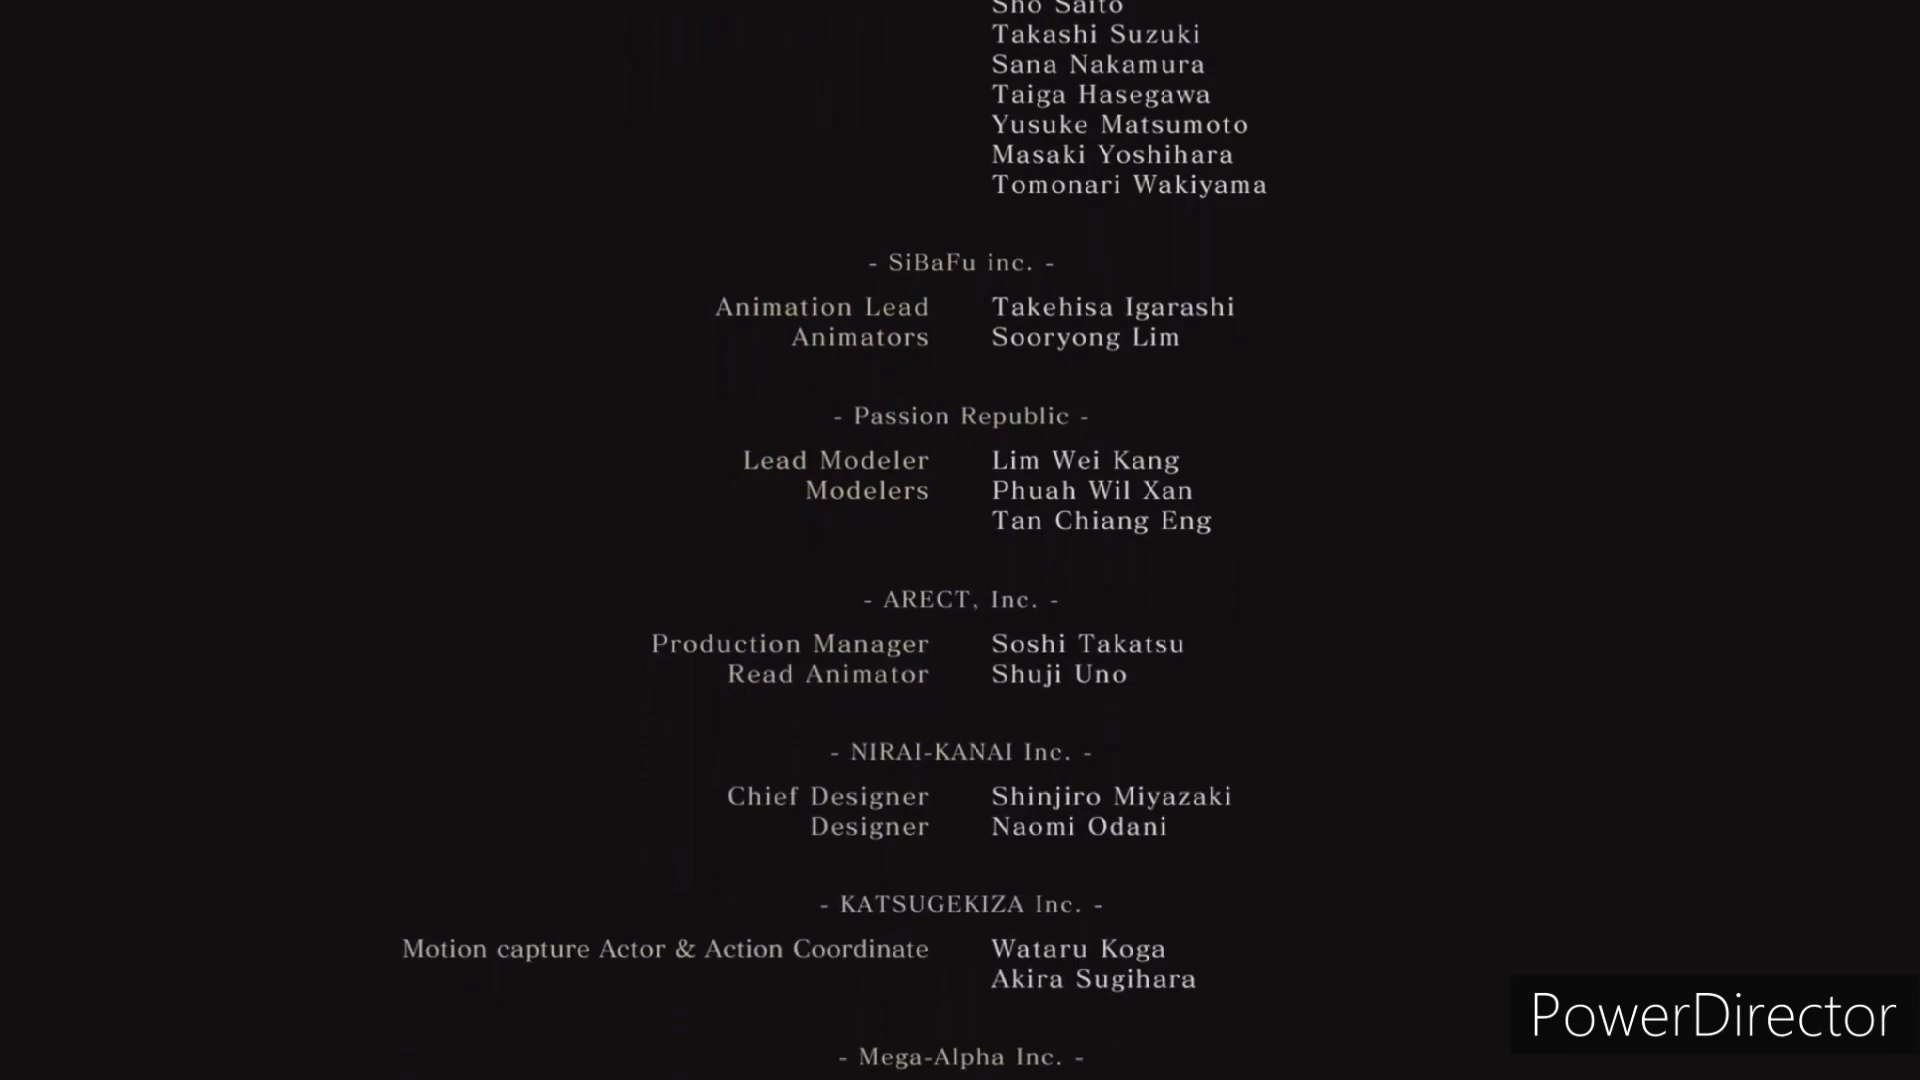 Sho Saito
Takashi Suzuki
Sana Nakamura
Taiga Hasegawa
Yusuke Matsumoto
Masaki Yoshihara
Tomonari Wakiyama
- SiBaFu inc. -
Animation Lead Takehisa Igarashi
Animators Sooryong Lim
- Passion Republic -
Lead Modeler Lim Wei Kang
Modelers Phuah Wil Xan
Tan Chiang Eng
- ARECT, Inc. -
Production Manager Soshi Takatsu
Read Animator Shuji Uno
- NIRAI-KANAI Inc. -
Chief Designer Shinjiro Miyazaki
Designer Naomi Odani
- KATSUGEKIZA Inc. -
Motion capture Actor & Action Coordinate Wataru Koga
Akira Sugihara
- Mega-Alpha Inc. -
PowerDirector